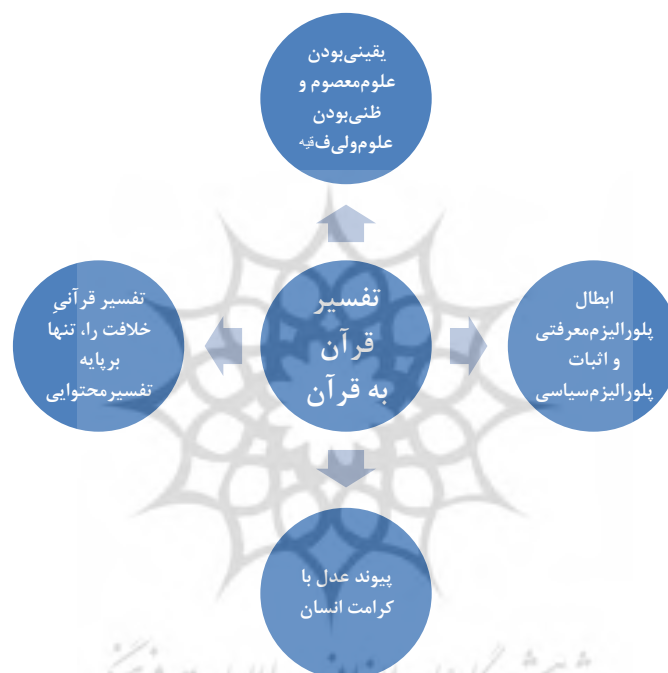 یقینی‌بودن
علوم‌معصوم و
ظنی‌بودن
علوم‌ولی‌فقیه
ابطال
پلورالیزم‌معرفتی
و اثبات
پلورالیزم‌سیاسی
تفسیر
قرآن
به قرآن
تفسیر قرآنیِ
خلافت را، تنها
برپایه
تفسیرمحتوایی
پیوند عدل با
کرامت انسان